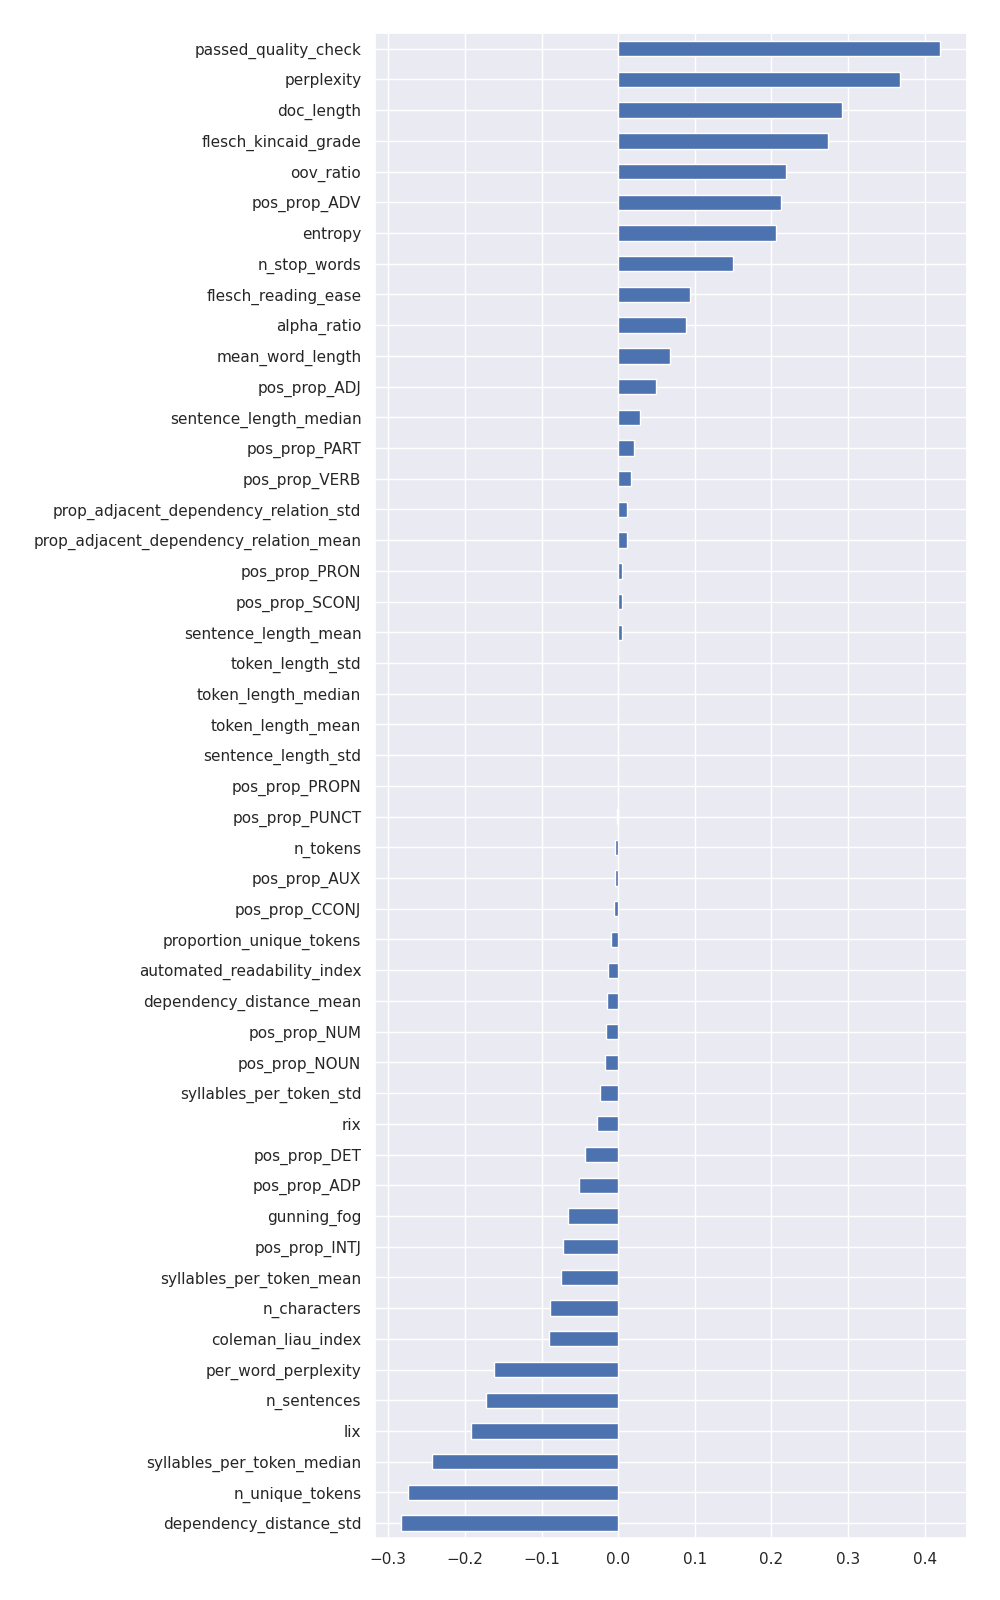 passed_quality_check
perplexity
doc_length
flesch_kincaid_grade
oov_ratio
pos_prop_ADV
entropy
n_stop_words
flesch_reading_ease
alpha_ratio
mean_word_length
pos_prop_ADJ
sentence_length_median
pos_prop_PART
pos_prop_VERB
prop_adjacent_dependency_relation_std
prop_adjacent_dependency_relation_mean
pos_prop_PRON
pos_prop_SCONJ
sentence_length_mean
token_length_std
token_length_median
token_length_mean
sentence_length_std
pos_prop_PROPN
pos_prop_PUNCT
n_tokens
pos_prop_AUX
pos_prop_CCONJ
proportion_unique_tokens
automated_readability_index
dependency_distance_mean
pos_prop_NUM
pos_prop_NOUN
syllables_per_token_std
rix
pos_prop_DET
pos_prop_ADP
gunning_fog
pos_prop_INTJ
syllables_per_token_mean
n_characters
coleman_liau_index
per_word_perplexity
n_sentences
lix
syllables_per_token_median
n_unique_tokens
dependency_distance_std
−0.3 −0.2 −0.1 0.0 0.1 0.2 0.3 0.4